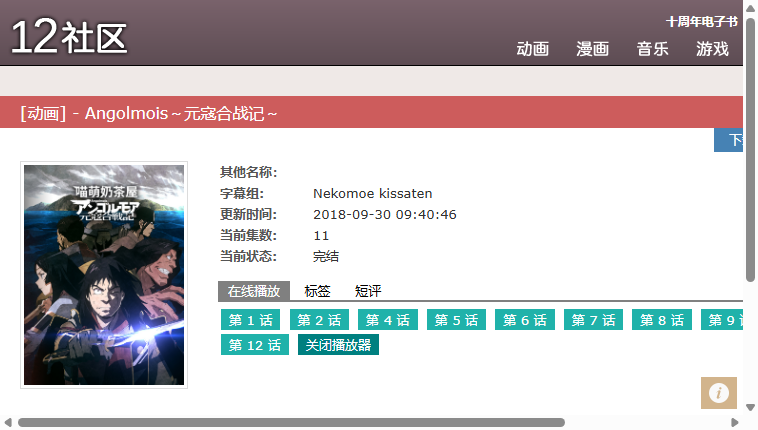 12社区
十周年电子书
动画 漫画 音乐 游戏
[动画] - Angolmois～元寇合战记～
其他名称:
字幕组: Nekomoe kissaten
更新时间: 2018-09-30 09:40:46
当前集数: 11
当前状态: 完结
喵萌奶茶屋
アンゴルモア
元寇合戦記
在线播放 标签 短评
第 1 话 第 2 话 第 4 话 第 5 话 第 6 话 第 7 话 第 8 话 第 9
第 12 话 关闭播放器